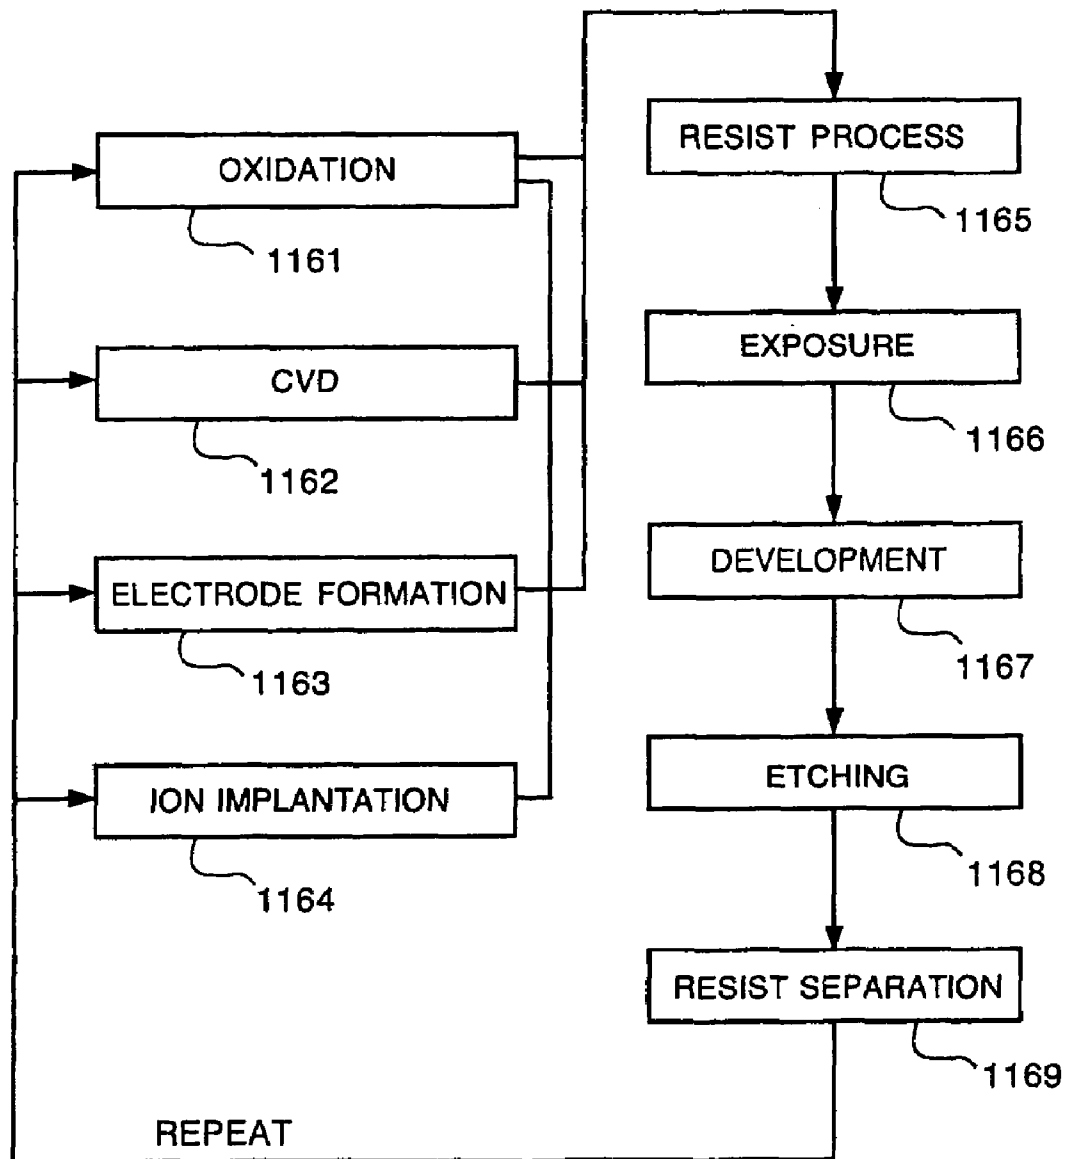 OXIDATION
1161
CVD
1162
ELECTRODE FORMATION
1163
ION IMPLANTATION
1164
RESIST PROCESS
1165
EXPOSURE
1166
DEVELOPMENT
1167
ETCHING
1168
RESIST SEPARATION
1169
REPEAT